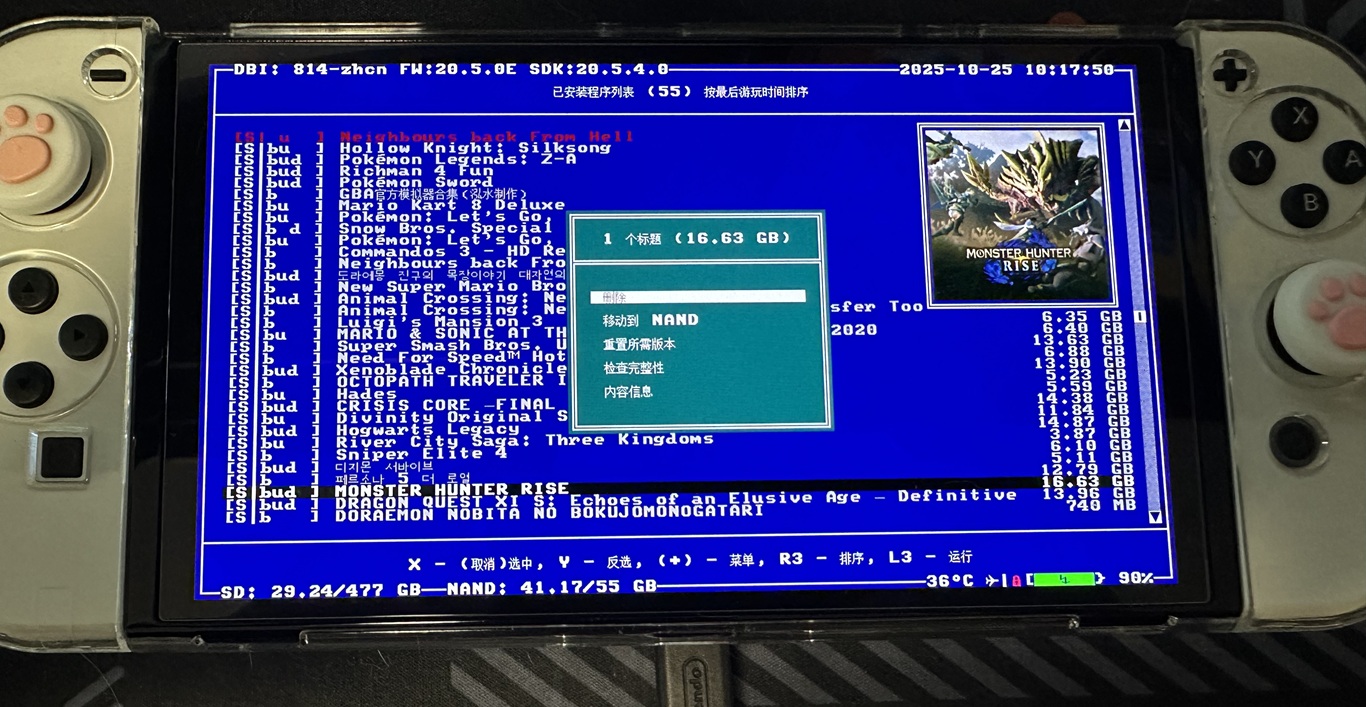 DBI: 814-zhcn FW:20.5.0E SDK:20.5.4.0 2025-10-25 10:17:50
已安装程序列表 (55) 按最后游玩时间排序
[S| u ] Neighbours back From Hell
[S|bu ] Hollow Knight: Silksong
[S|bud ] Pokémon Legends: Z-A
[S|bud ] Richman 4 Fun
[S|bud ] Pokémon Sword
[S|b ] GBA官方模拟器合集(泓水制作)
[S|bu ] Mario Kart 8 Deluxe
[S|bu ] Pokémon: Let's Go,
[S|b d ] Snow Bros. Special
[S|bu ] Pokémon: Let's Go,
[S|b ] Commandos 3 - HD Re
[S|b ] Neighbours back Fro
[S|bud ] 도라에몽 진구의 목장이야기 대자연의
[S|b ] New Super Mario Bro
[S|bud ] Animal Crossing: Ne
[S|b ] Animal Crossing: Ne sfer Too
[S|b ] Luigi's Mansion 3 6.35 GB
[S|bu ] MARIO & SONIC AT TH 2020 6.40 GB
[S|b ] Super Smash Bros. U 13.63 GB
[S|b ] Need For Speed™ Hot 6.88 GB
[S|bud ] Xenoblade Chronicle 13.90 GB
[S|b ] OCTOPATH TRAVELER I 5.23 GB
[S|bu ] Hades 5.59 GB
[S|bud ] CRISIS CORE –FINAL 14.38 GB
[S|bu ] Divinity Original S 11.84 GB
[S|bud ] Hogwarts Legacy 14.87 GB
[S|bu ] River City Saga: Three Kingdoms 3.87 GB
[S|b ] Sniper Elite 4 6.10 GB
[S|bud ] 디지몬 서바이브 5.11 GB
[S|b ] 페르소나 5 더 로열 12.79 GB
[S|bud ] MONSTER HUNTER RISE 16.63 GB
[S|bud ] DRAGON QUEST XI S: Echoes of an Elusive Age – Definitive 13.96 GB
[S|b ] DORAEMON NOBITA NO BOKUJOMONOGATARI 740 MB
1 个标题 (16.63 GB)
删除
移动到 NAND
重置所需版本
检查完整性
内容信息
MONSTER HUNTER
RISE
X - (取消)选中, Y - 反选, (+) - 菜单, R3 - 排序, L3 - 运行
SD: 29.24/477 GB NAND: 41.17/55 GB 36°C 90%
X
Y
A
B